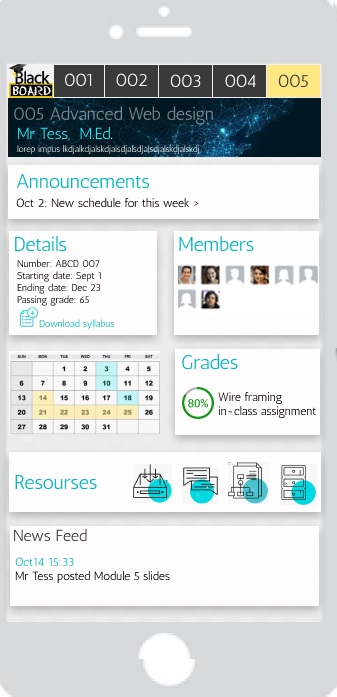 Black
BOARD
001 002 003 004 005
005 Advanced Web design
Mr Tess, M.Ed.
Announcements
Oct 2: New schedule for this week >
Details
Number: ABCD 007
Starting date: Sept 1
Ending date: Dec 23
Passing grade: 65
Download syllabus
Members
SUN MON TUE WED THU FRI SAT
1 2 3 4 5
6 7 8 9 10 11 12
13 14 15 16 17 18 19
20 21 22 23 24 25 26
27 28 29 30 31
Grades
80%
Wire framing
in-class assignment
Resourses
News Feed
Oct14 15:33
Mr Tess posted Module 5 slides